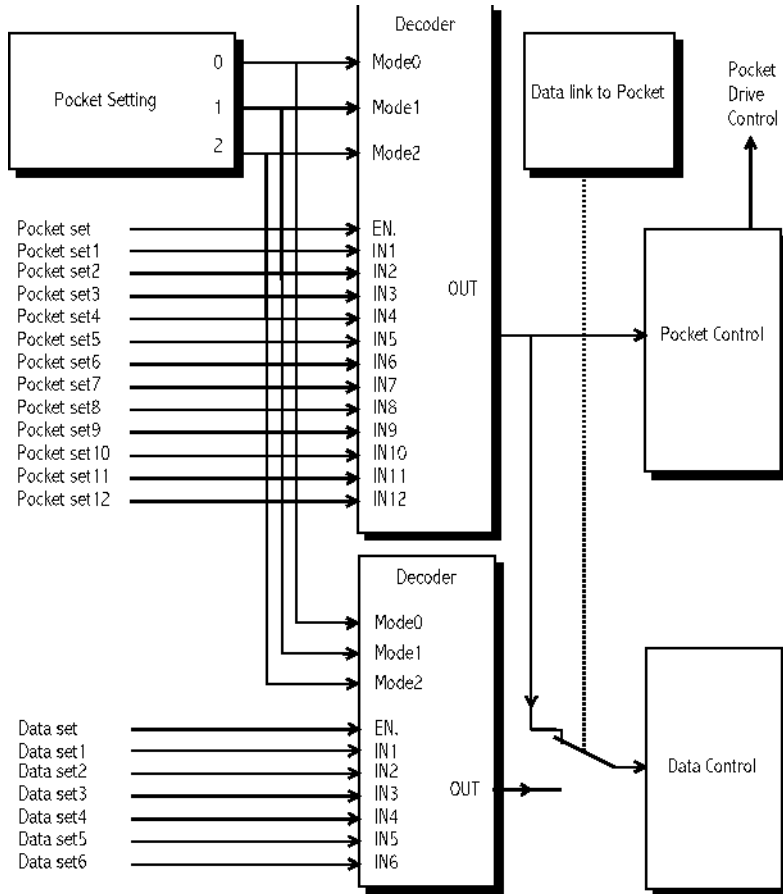 Decoder
Pocket Setting
0
1
2
Mode0
Mode1
Mode2
Data link to Pocket
Pocket
Drive
Control
Pocket set
Pocket set1
Pocket set2
Pocket set3
Pocket set4
Pocket set5
Pocket set6
Pocket set7
Pocket set8
Pocket set9
Pocket set10
Pocket set11
Pocket set12
EN.
IN1
IN2
IN3
IN4
IN5
IN6
IN7
IN8
IN9
IN10
IN11
IN12
OUT
Pocket Control
Decoder
Mode0
Mode1
Mode2
Data set
Data set1
Data set2
Data set3
Data set4
Data set5
Data set6
EN.
IN1
IN2
IN3
IN4
IN5
IN6
OUT
Data Control